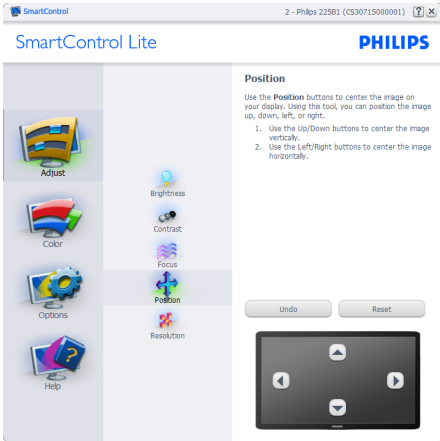 SmartControl
2 - Philips 225B1 (CS30715000001)
?
X
SmartControl Lite
PHILIPS
Adjust
Color
Options
Help
Brightness
Contrast
Focus
Position
Resolution
Position
Use the Position buttons to center the image on
your display. Using this tool, you can position the image
up, down, left, or right.
1. Use the Up/Down buttons to center the image
vertically.
2. Use the Left/Right buttons to center the image
horizontally.
Undo
Reset
PHILIPS